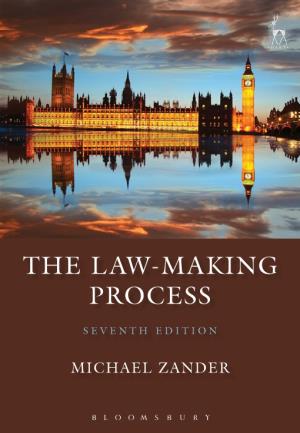 THE LAW-MAKING
PROCESS
SEVENTH EDITION
MICHAEL ZANDER
BLOOMSBURY